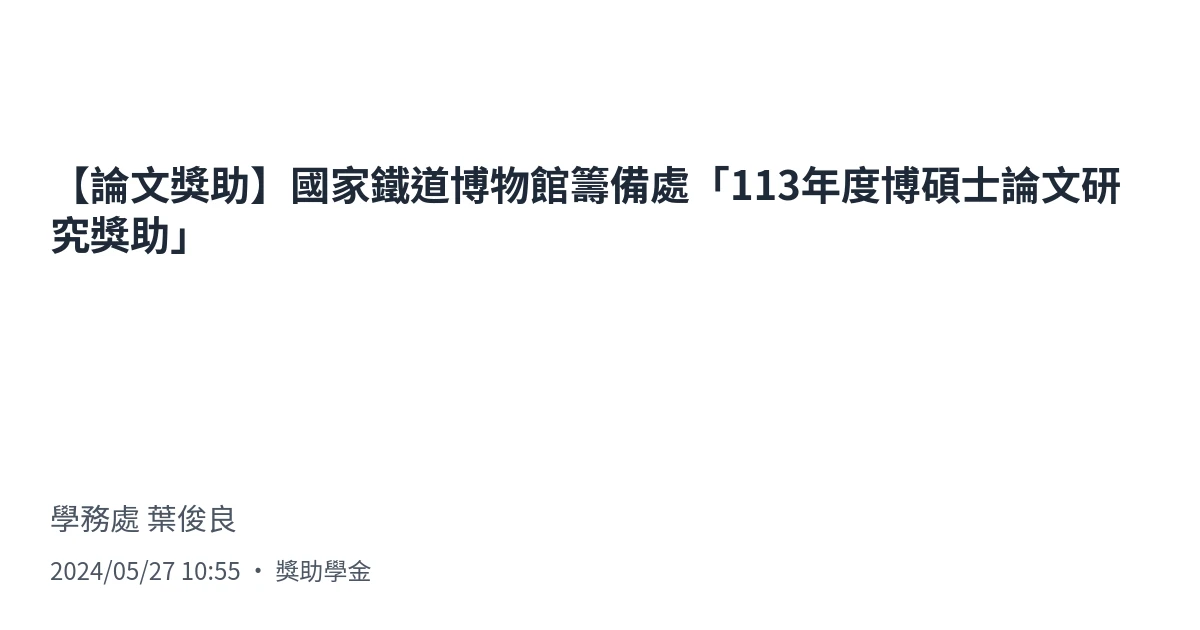 【論文獎助】國家鐵道博物館籌備處「113年度博碩士論文研
究獎助」
學務處 葉俊良
2024/05/27 10:55 · 獎助學金